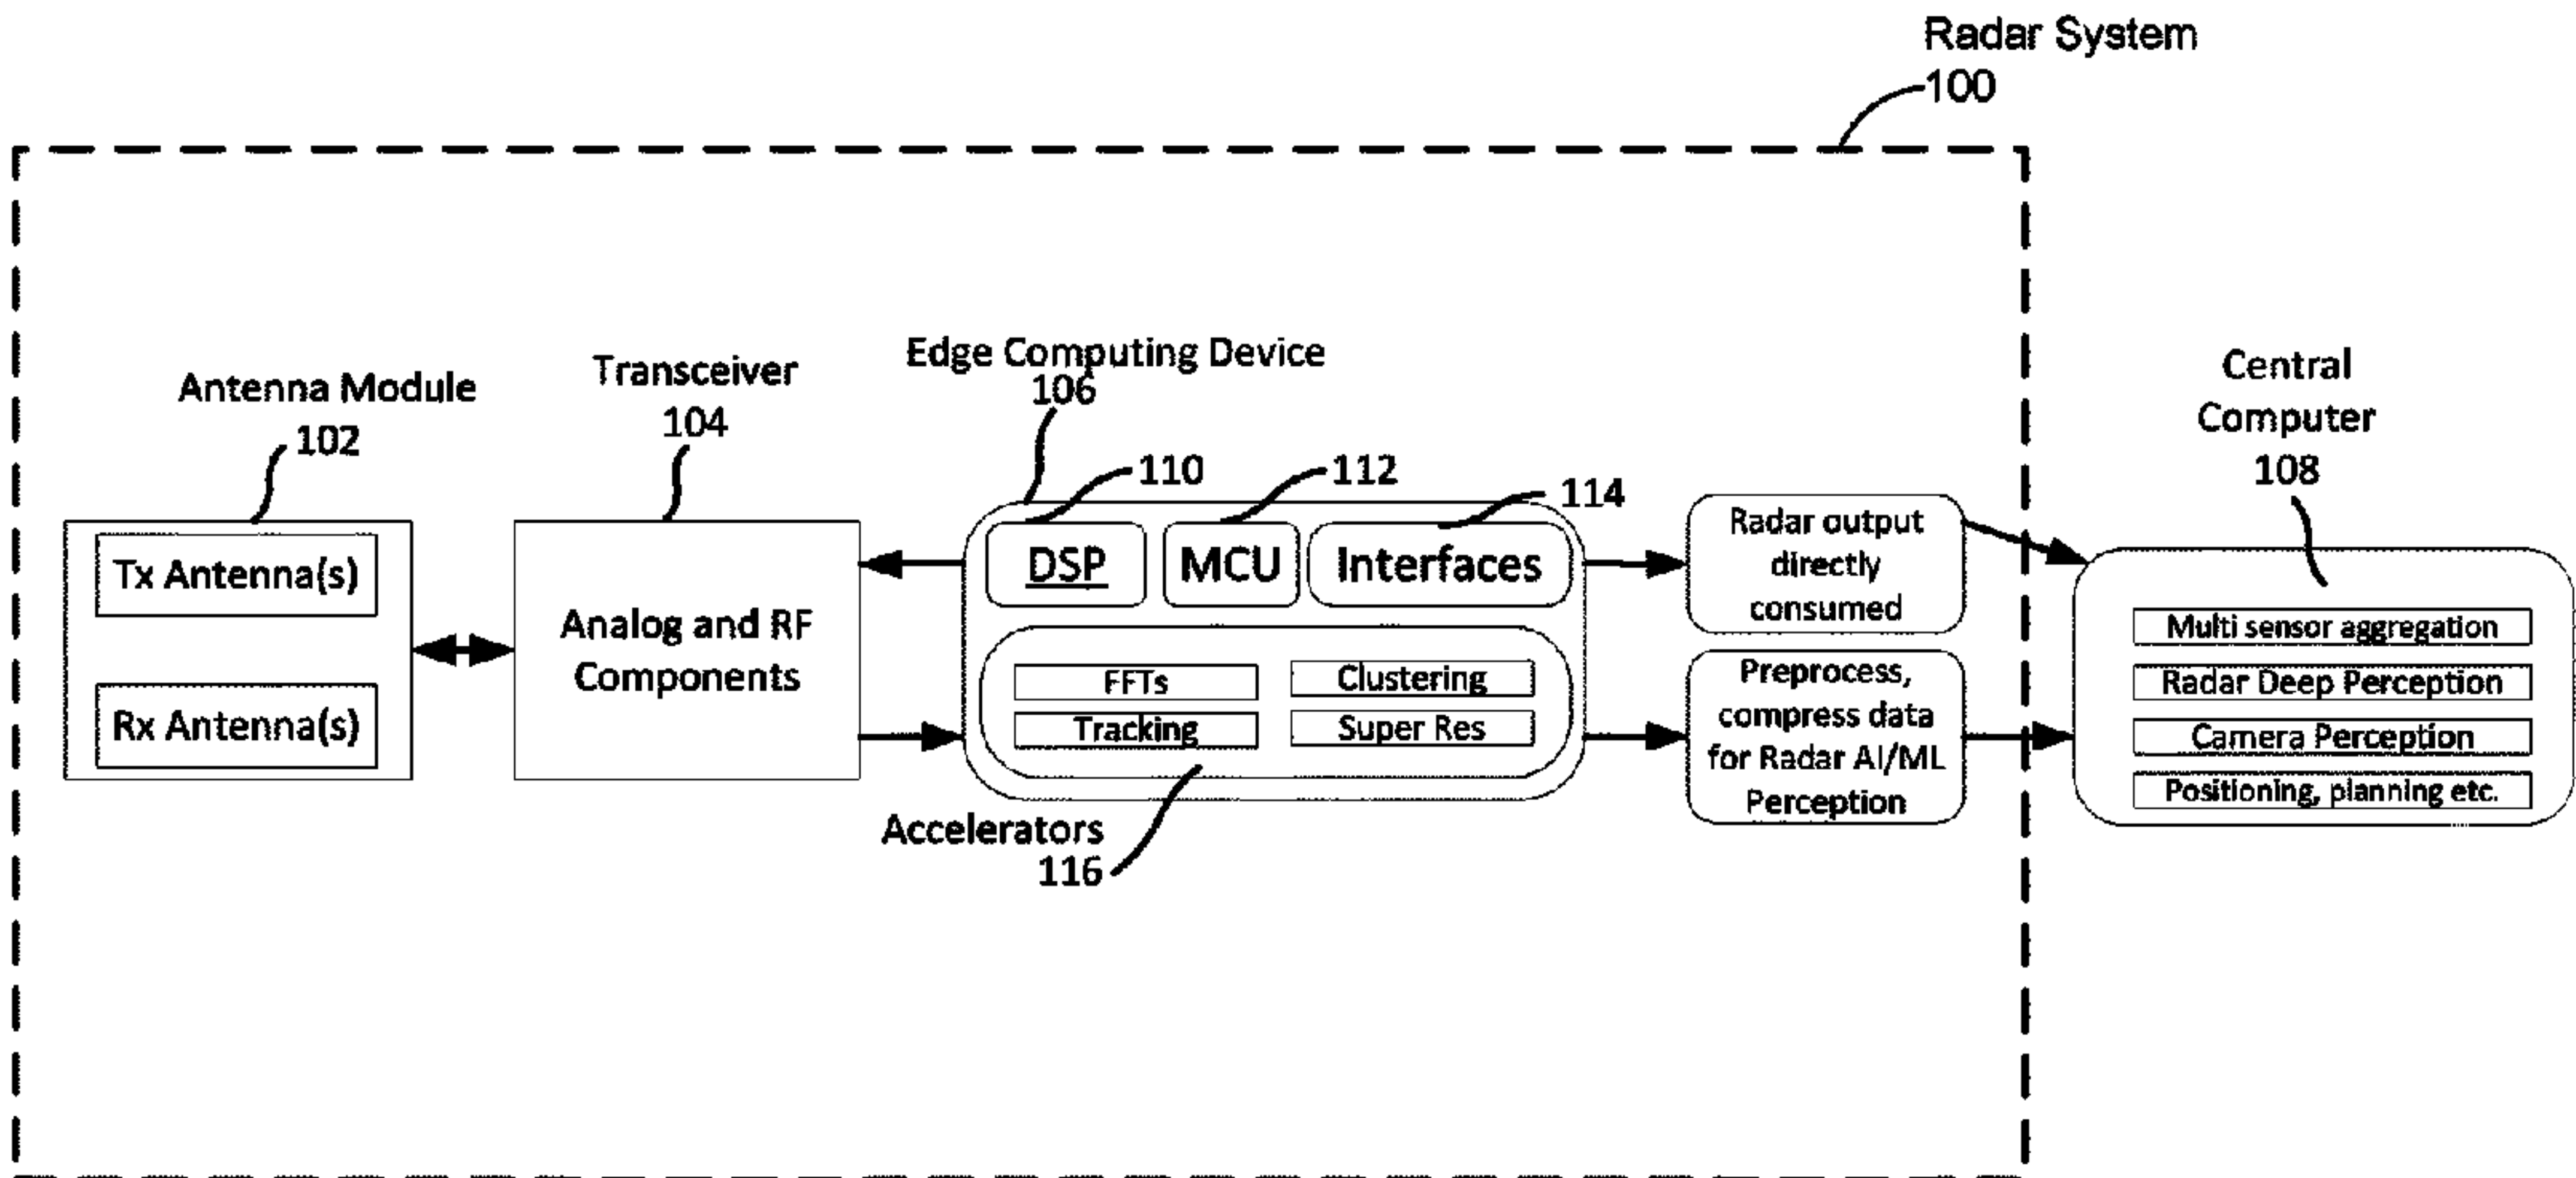 Radar System
100
Antenna Module
102
Transceiver
104
Edge Computing Device
106
110
112
114
Central
Computer
108
Tx Antenna(s)
Rx Antenna(s)
Analog and RF
Components
DSP
MCU
Interfaces
FFTs
Clustering
Tracking
Super Res
Accelerators
116
Radar output
directly
consumed
Preprocess,
compress data
for Radar AI/ML
Perception
Multi sensor aggregation
Radar Deep Perception
Camera Perception
Positioning, planning etc.